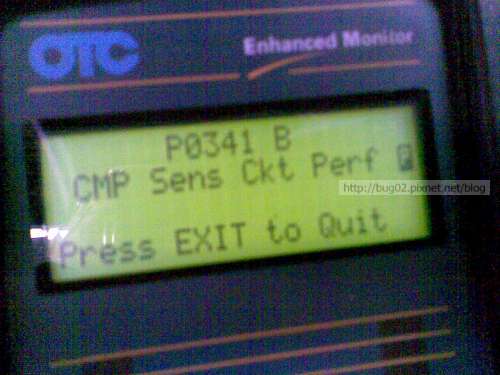 OTC
Enhanced Monitor
P0341 B
CMP Sens Ckt Perf
http://bug02.pixnet.net/blog
Press EXIT to Quit